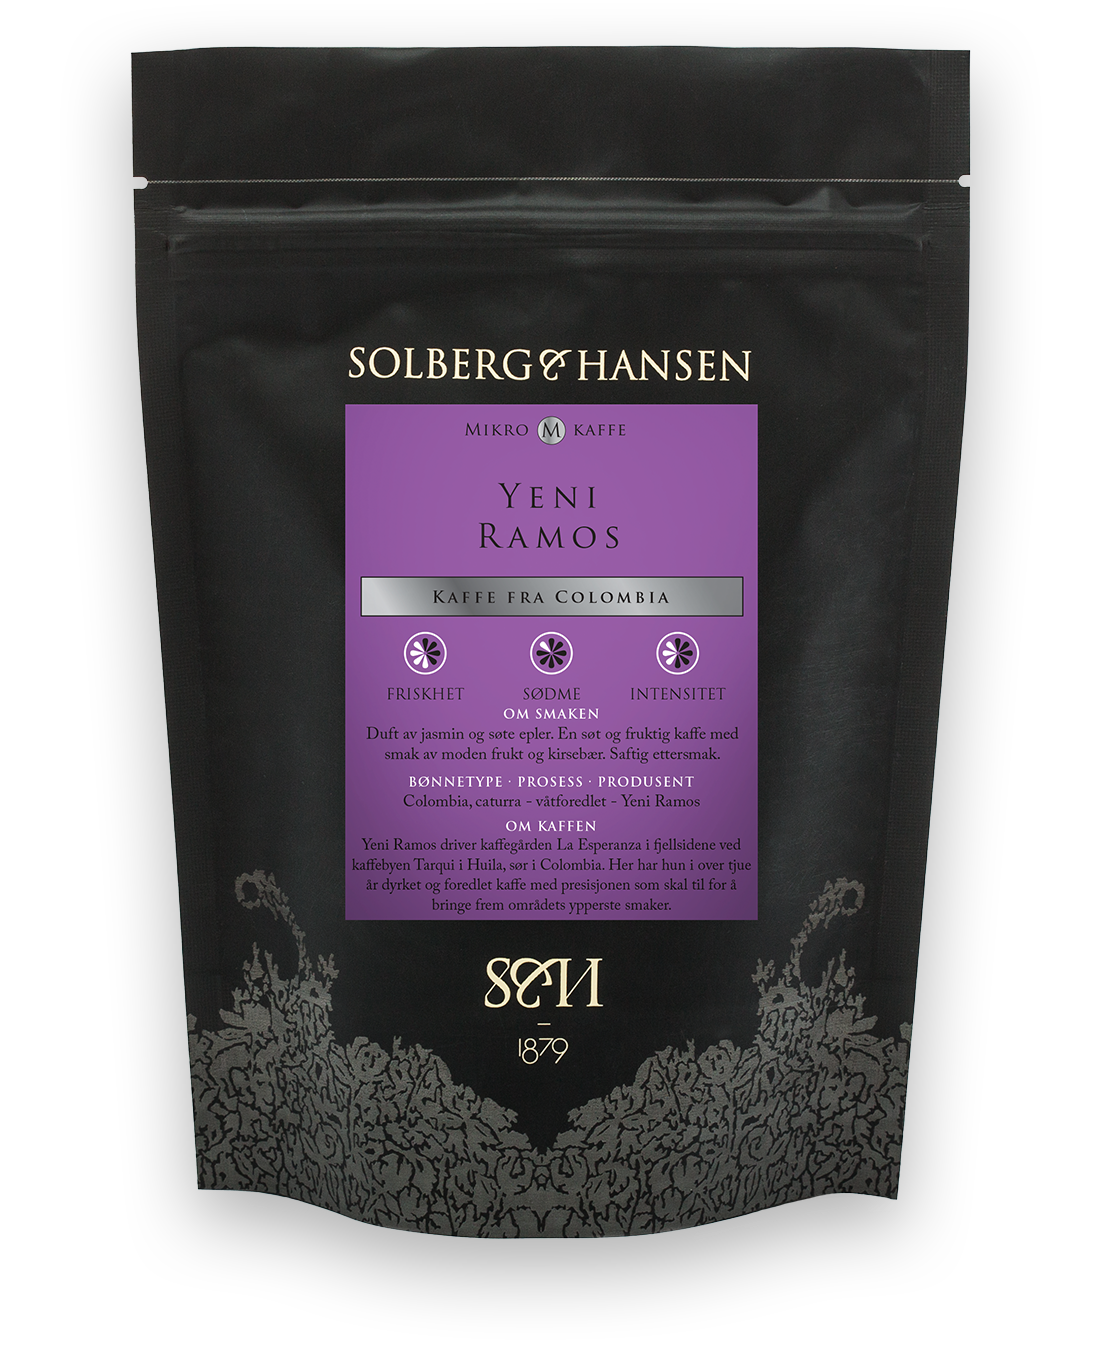 SOLBERG & HANSEN
MIKRO M KAFFE
YENI
RAMOS
KAFFE FRA COLOMBIA
FRISKHET SØDME INTENSITET
OM SMAKEN
Duft av jasmin og søte epler. En søt og fruktig kaffe med
smak av moden frukt og kirsebær. Saftig ettersmak.
BØNNETYPE · PROSESS · PRODUSENT
Colombia, caturra - våtforedlet - Yeni Ramos
OM KAFFEN
Yeni Ramos driver kaffegården La Esperanza i fjellsidene ved
kaffebyen Tarqui i Huila, sør i Colombia. Her har hun i over tjue
år dyrket og foredlet kaffe med presisjonen som skal til for å
bringe frem områdets ypperste smaker.
S&H
1879